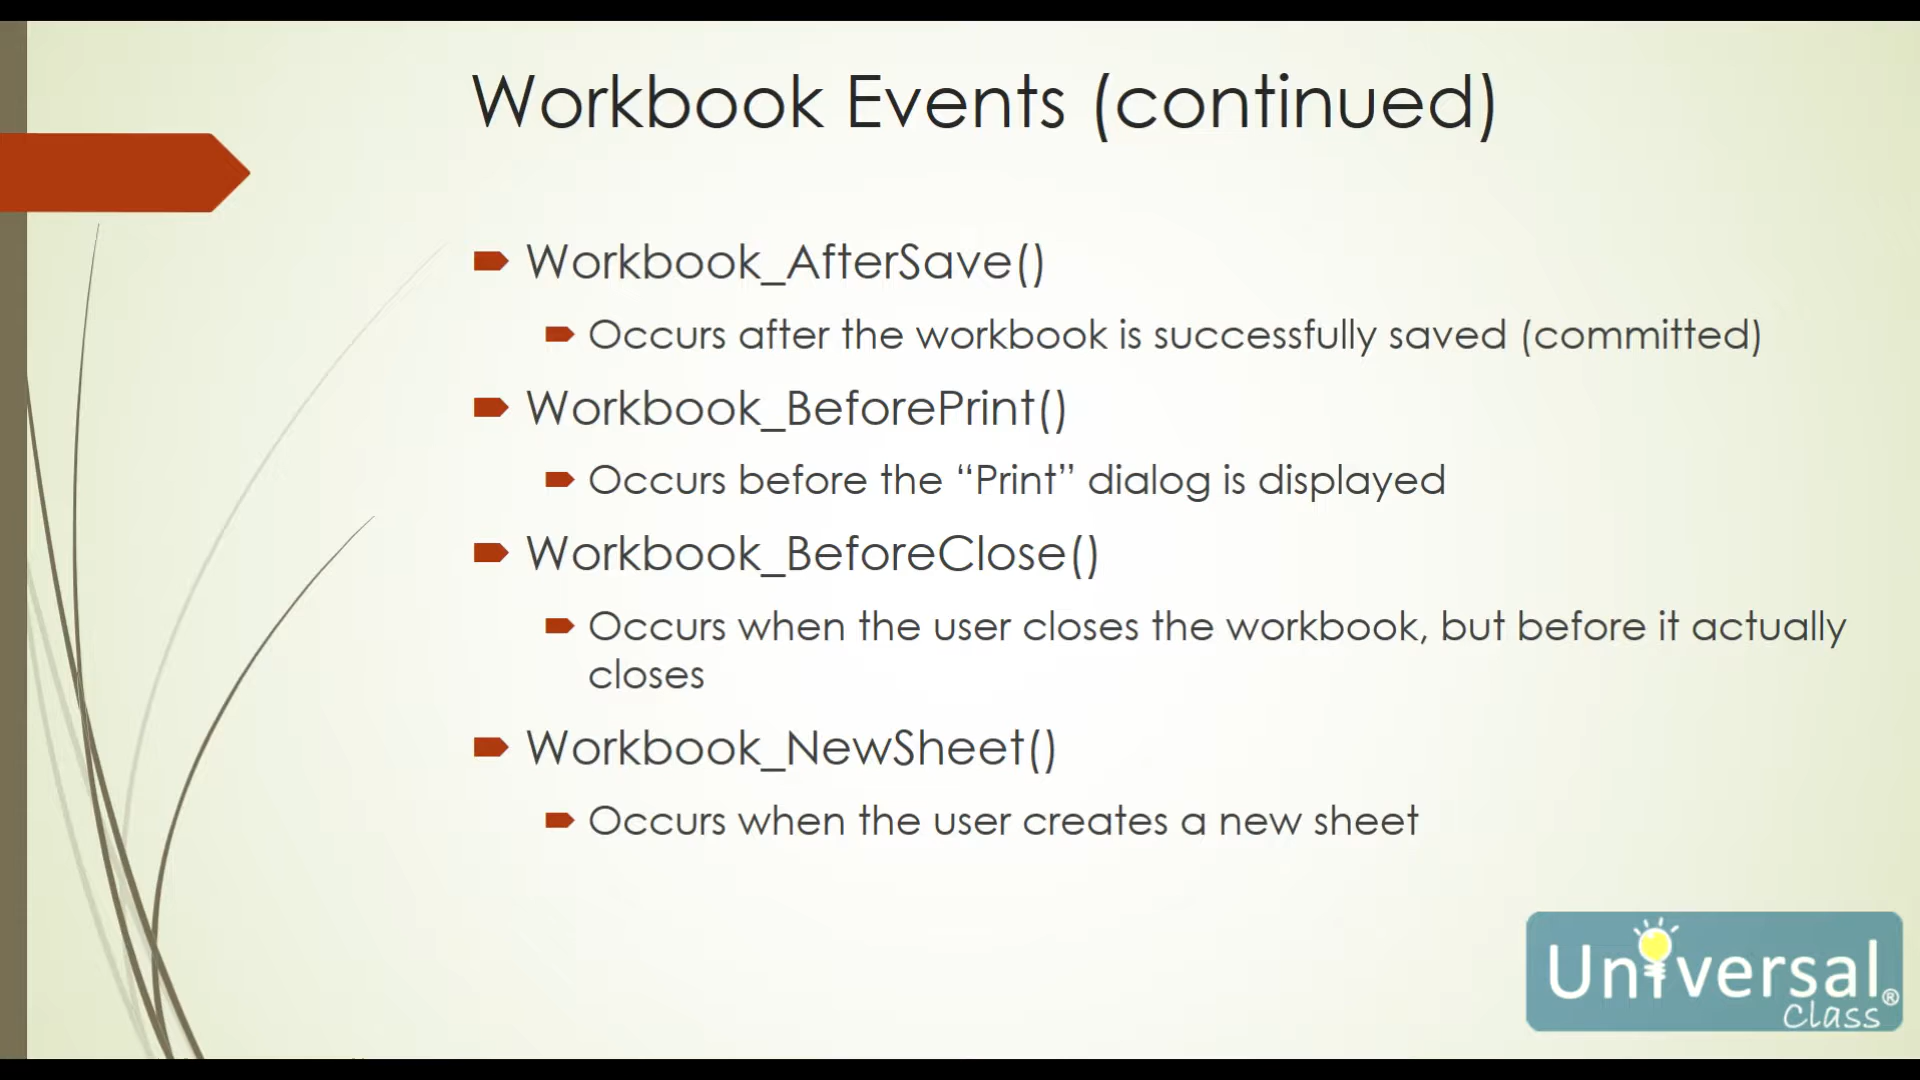 Workbook Events (continued)
Workbook_AfterSave()
Occurs after the workbook is successfully saved (committed)
Workbook_BeforePrint()
Occurs before the “Print” dialog is displayed
Workbook_BeforeClose()
Occurs when the user closes the workbook, but before it actually
closes
Workbook_NewSheet()
Occurs when the user creates a new sheet
Universal®
Class